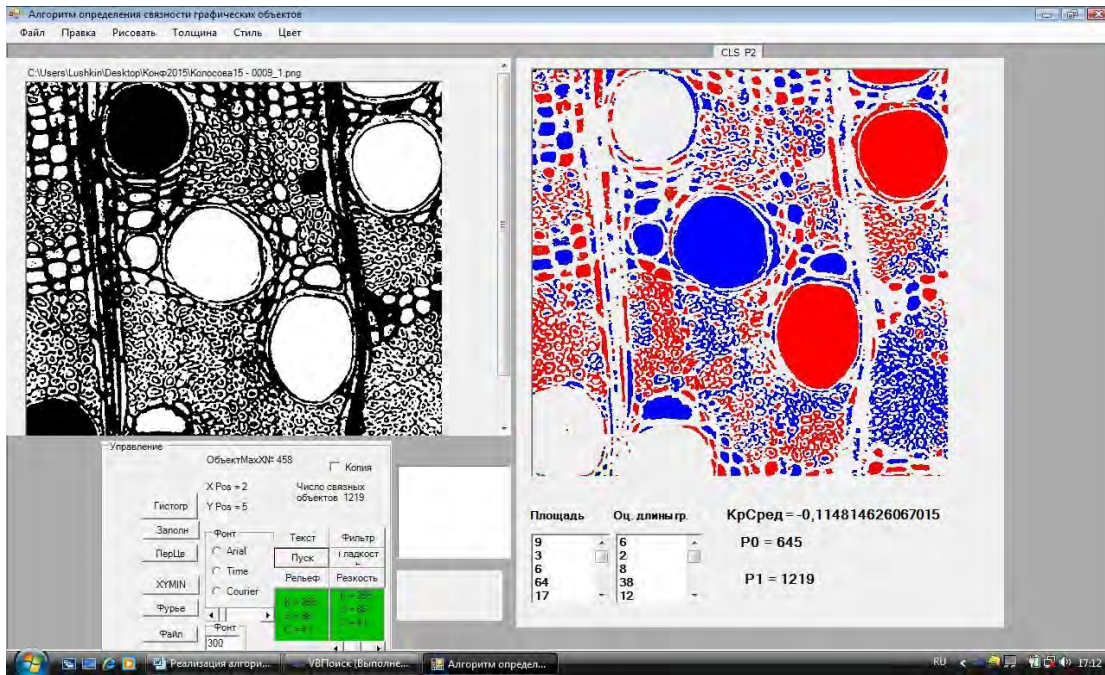 Алгоритм определения связности графических объектов
Файл Правка Рисовать Толщина Стиль Цвет
C:\Users\Lushkin\Desktop\Конф2015\Колосова15 - 0009_1.png
CLS P2
Управление
ОбъектMaxX№ 458
Копия
X Pos = 2
Y Pos = 5
Число связных
объектов 1219
Гистогр
Заполн
ПерЦв
XYMIN
Фурье
Файл
Фонт
Arial
Time
Courier
Фонт
300
Текст
Фильтр
Пуск
Гладкост
ь
Рельеф
Резкость
Площадь
9
3
6
64
17
Оц. длины гр.
6
2
8
38
12
КрСред = -0,114814626067015
P0 = 645
P1 = 1219
Реализация алгори...
VBПоиск (Выполне...
Алгоритм определ...
RU
17:12